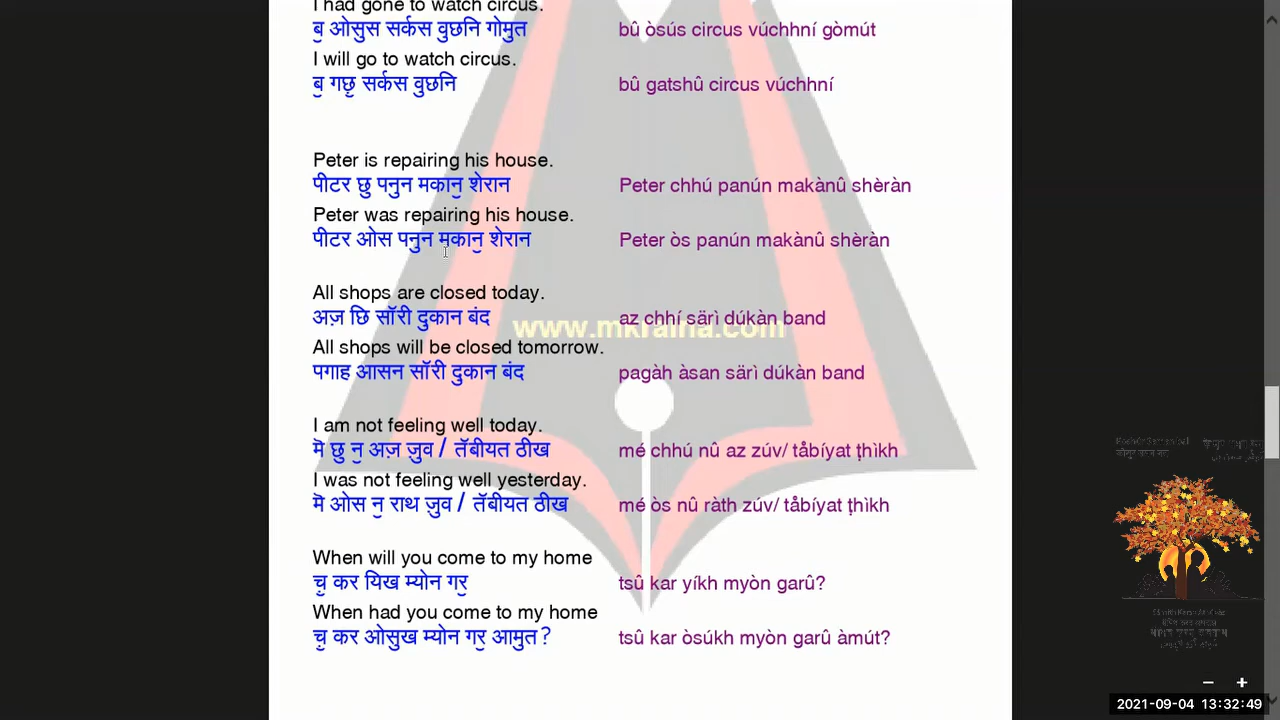 I had gone to watch circus.
ब॒ ओसुस सर्कस वुछनि गोमुत bû òsús circus vúchhní gòmút
I will go to watch circus.
ब॒ गछ़॒ सर्कस वुछनि bû gatshû circus vúchhní
Peter is repairing his house.
पीटर छु पनुन मकान॒ शेरान Peter chhú panún makànû shèràn
Peter was repairing his house.
पीटर ओस पनुन मकान॒ शेरान Peter òs panún makànû shèràn
All shops are closed today.
अज़ छि सॉरी दुकान बंद az chhí särì dúkàn band
www.mkraina.com
All shops will be closed tomorrow.
पगाह आसन सॉरी दुकान बंद pagàh àsan särì dúkàn band
I am not feeling well today.
मॆ छु न॒ अज़ ज़ुव / तॅबीयत ठीख mé chhú nû az zúv/ tåbíyat ṭhìkh
I was not feeling well yesterday.
मॆ ओस न॒ राथ ज़ुव / तॅबीयत ठीख mé òs nû ràth zúv/ tåbíyat ṭhìkh
When will you come to my home
च़॒ कर यिख म्योन गर॒ tsû kar yíkh myòn garû?
When had you come to my home
च़॒ कर ओसुख म्योन गर॒ आमुत? tsû kar òsúkh myòn garû àmút?
2021-09-04 13:32:49